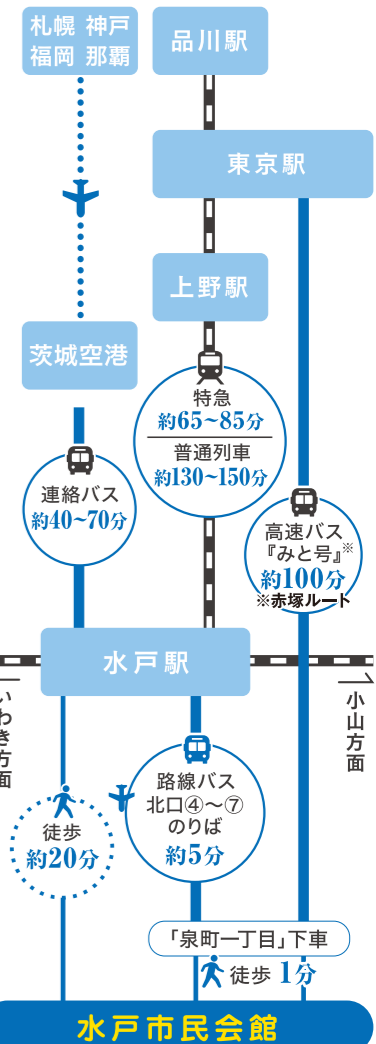 札幌 神戸
福岡 那覇
品川駅
東京駅
上野駅
茨城空港
特急
約65~85分
普通列車
約130~150分
連絡バス
約40~70分
高速バス
『みと号』※
約100分
※赤塚ルート
水戸駅
いわき方面
小山方面
徒歩
約20分
路線バス
北口④～⑦
のりば
約5分
「泉町一丁目」下車
徒歩 1分
水戸市民会館